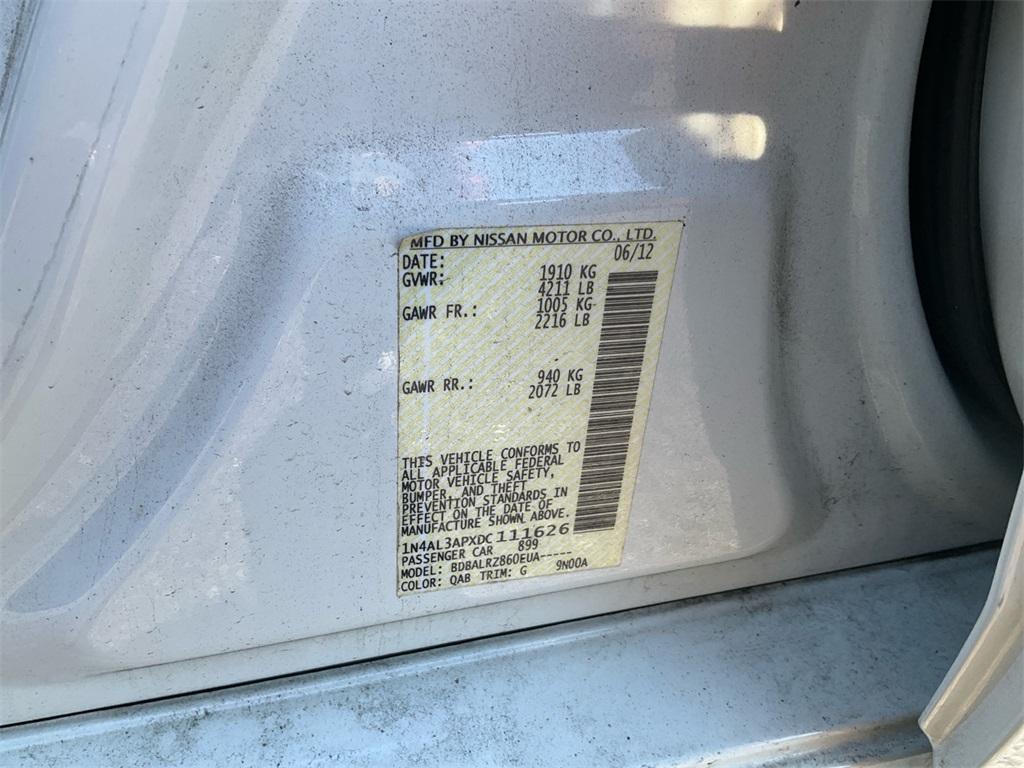 MFD BY NISSAN MOTOR CO., LTD.
DATE: 06/12
GVWR: 1910 KG
4211 LB
GAWR FR.: 1005 KG
2216 LB
GAWR RR.: 940 KG
2072 LB
THIS VEHICLE CONFORMS TO
ALL APPLICABLE FEDERAL
MOTOR VEHICLE SAFETY,
BUMPER, AND THEFT
PREVENTION STANDARDS IN
EFFECT ON THE DATE OF
MANUFACTURE SHOWN ABOVE.
1N4AL3APXDC111626
PASSENGER CAR 899
MODEL: BDBALRZ860EUA-----
COLOR: QAB TRIM: G 9N00A